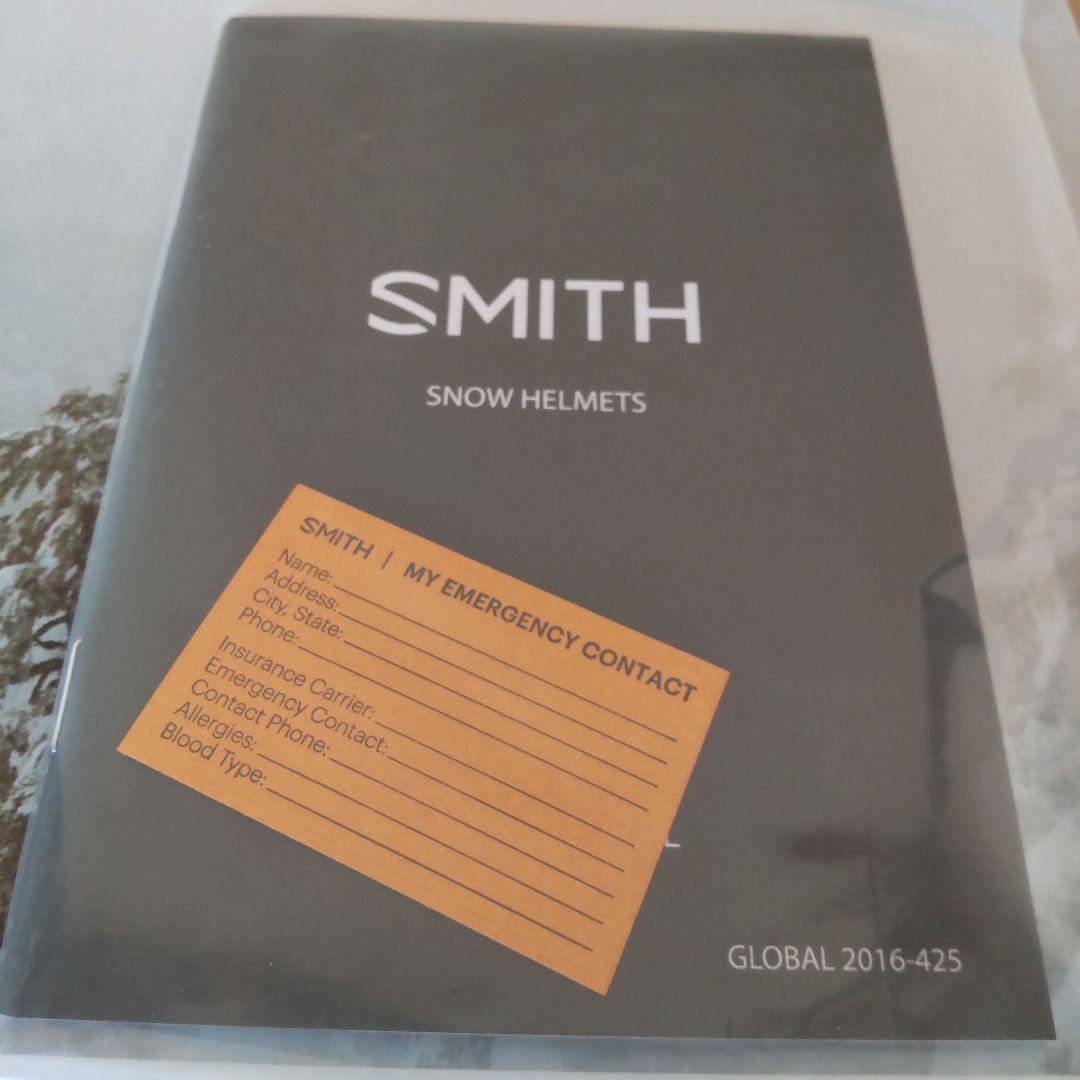 SMITH
SNOW HELMETS
SMITH | MY EMERGENCY CONTACT
Name:
Address:
City, State:
Phone:
Insurance Carrier:
Emergency Contact:
Contact Phone:
Allergies:
Blood Type:
GLOBAL 2016-425